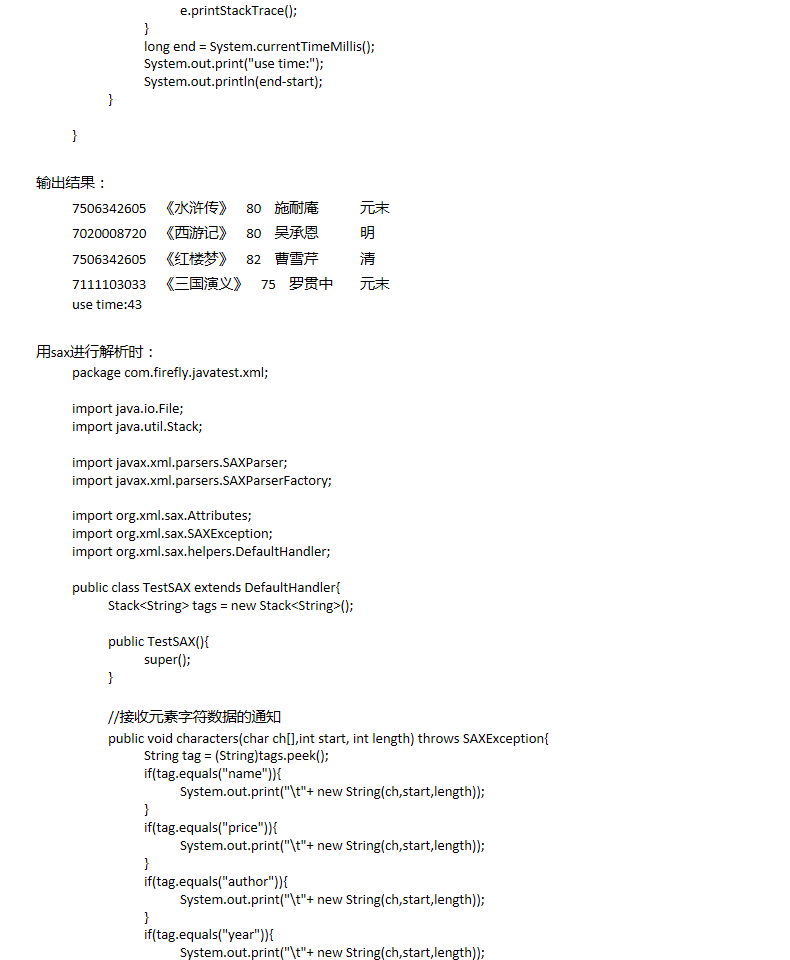 e.printStackTrace();
}
long end = System.currentTimeMillis();
System.out.print("use time:");
System.out.println(end-start);
}
}
输出结果：
7506342605 《水浒传》 80 施耐庵 元末
7020008720 《西游记》 80 吴承恩 明
7506342605 《红楼梦》 82 曹雪芹 清
7111103033 《三国演义》 75 罗贯中 元末
use time:43
用sax进行解析时：
package com.firefly.javatest.xml;
import java.io.File;
import java.util.Stack;
import javax.xml.parsers.SAXParser;
import javax.xml.parsers.SAXParserFactory;
import org.xml.sax.Attributes;
import org.xml.sax.SAXException;
import org.xml.sax.helpers.DefaultHandler;
public class TestSAX extends DefaultHandler{
Stack<String> tags = new Stack<String>();
public TestSAX(){
super();
}
//接收元素字符数据的通知
public void characters(char ch[],int start, int length) throws SAXException{
String tag = (String)tags.peek();
if(tag.equals("name")){
System.out.print("\t"+ new String(ch,start,length));
}
if(tag.equals("price")){
System.out.print("\t"+ new String(ch,start,length));
}
if(tag.equals("author")){
System.out.print("\t"+ new String(ch,start,length));
}
if(tag.equals("year")){
System.out.print("\t"+ new String(ch,start,length));